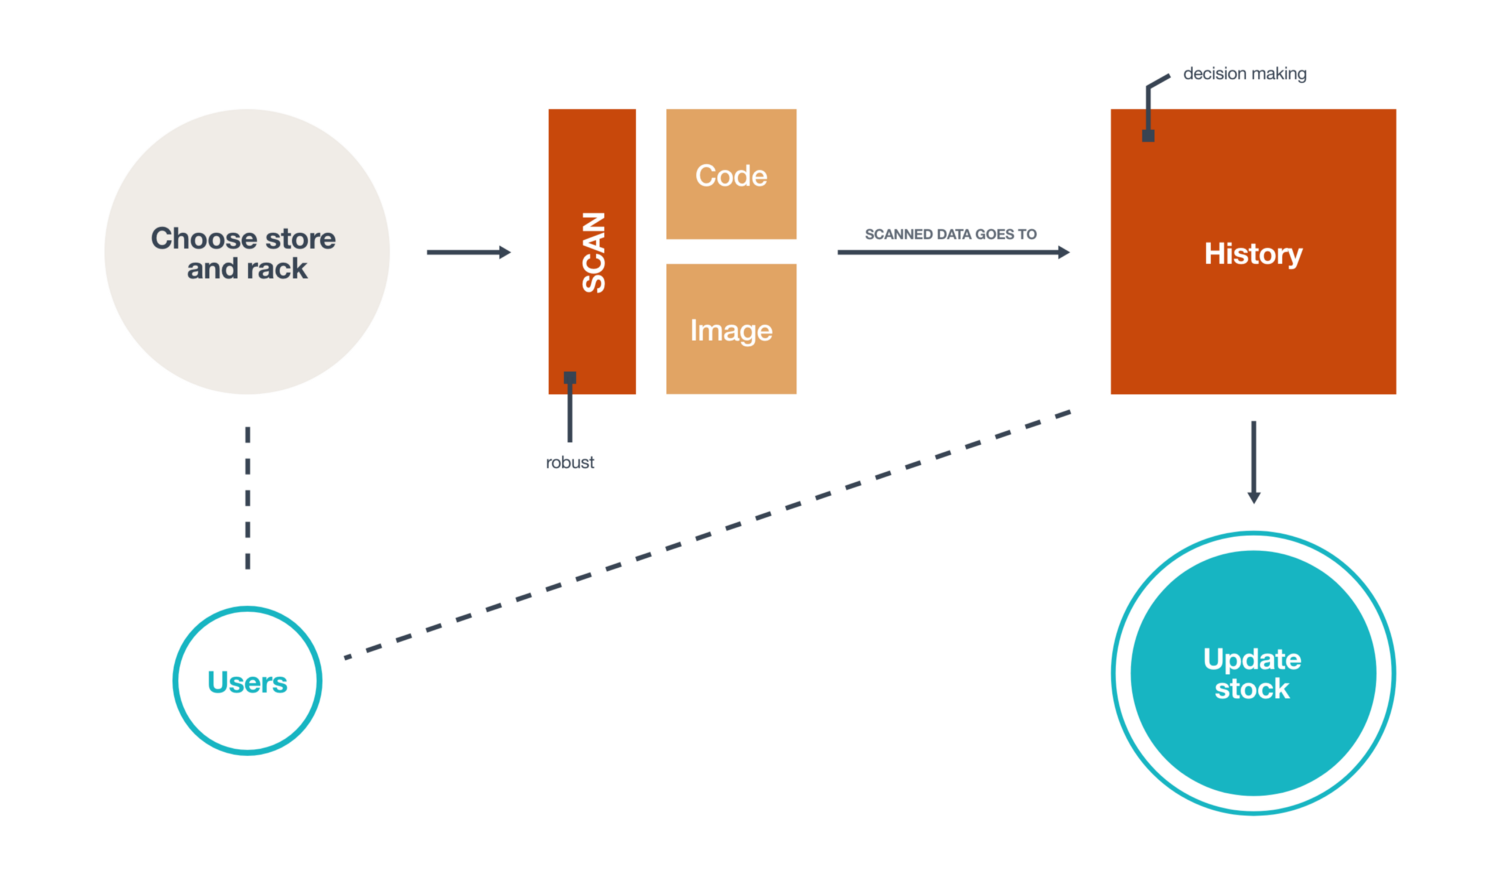 decision making
Choose store
and rack
SCAN
Code
Image
SCANNED DATA GOES TO
History
robust
Users
Update
stock